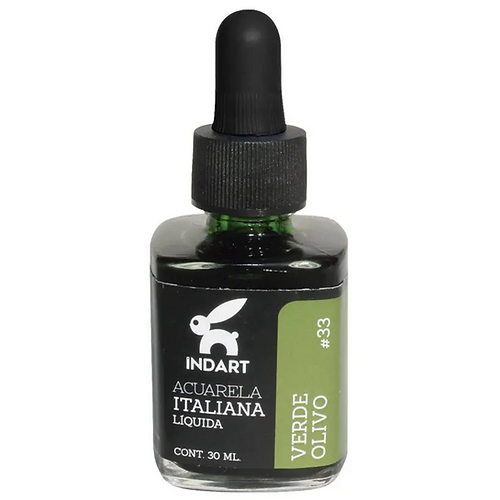 INDART
ACUARELA
ITALIANA
LÍQUIDA
CONT. 30 ML.
VERDE
OLIVO
#33